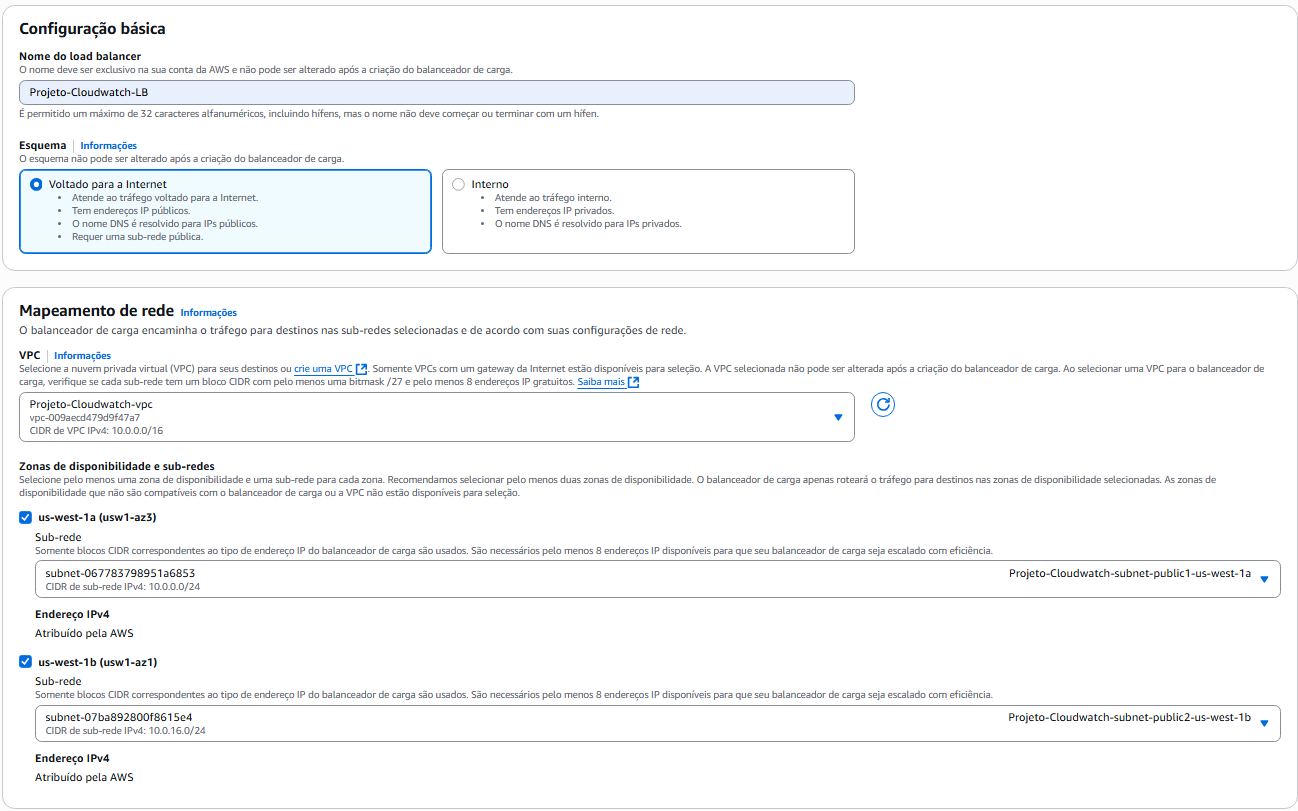 Configuração básica
Nome do load balancer
O nome deve ser exclusivo na sua conta da AWS e não pode ser alterado após a criação do balanceador de carga.
Projeto-Cloudwatch-LB
É permitido um máximo de 32 caracteres alfanuméricos, incluindo hífens, mas o nome não deve começar ou terminar com um hífen.
Esquema | Informações
O esquema não pode ser alterado após a criação do balanceador de carga.
Voltado para a Internet
• Atende ao tráfego voltado para a Internet.
• Tem endereços IP públicos.
• O nome DNS é resolvido para IPs públicos.
• Requer uma sub-rede pública.
Interno
• Atende ao tráfego interno.
• Tem endereços IP privados.
• O nome DNS é resolvido para IPs privados.
Mapeamento de rede Informações
O balanceador de carga encaminha o tráfego para destinos nas sub-redes selecionadas e de acordo com suas configurações de rede.
VPC | Informações
Selecione a nuvem privada virtual (VPC) para seus destinos ou crie uma VPC. Somente VPCs com um gateway da Internet estão disponíveis para seleção. A VPC selecionada não pode ser alterada após a criação do balanceador de carga. Ao selecionar uma VPC para o balanceador de
carga, verifique se cada sub-rede tem um bloco CIDR com pelo menos uma bitmask /27 e pelo menos 8 endereços IP gratuitos. Saiba mais
Projeto-Cloudwatch-vpc
vpc-009aecd479d9f47a7
CIDR de VPC IPv4: 10.0.0.0/16
Zonas de disponibilidade e sub-redes
Selecione pelo menos uma zona de disponibilidade e uma sub-rede para cada zona. Recomendamos selecionar pelo menos duas zonas de disponibilidade. O balanceador de carga apenas roteará o tráfego para destinos nas zonas de disponibilidade selecionadas. As zonas de
disponibilidade que não são compatíveis com o balanceador de carga ou a VPC não estão disponíveis para seleção.
us-west-1a (usw1-az3)
Sub-rede
Somente blocos CIDR correspondentes ao tipo de endereço IP do balanceador de carga são usados. São necessários pelo menos 8 endereços IP disponíveis para que seu balanceador de carga seja escalado com eficiência.
subnet-067783798951a6853 Projeto-Cloudwatch-subnet-public1-us-west-1a
CIDR de sub-rede IPv4: 10.0.0.0/24
Endereço IPv4
Atribuído pela AWS
us-west-1b (usw1-az1)
Sub-rede
Somente blocos CIDR correspondentes ao tipo de endereço IP do balanceador de carga são usados. São necessários pelo menos 8 endereços IP disponíveis para que seu balanceador de carga seja escalado com eficiência.
subnet-07ba892800f8615e4 Projeto-Cloudwatch-subnet-public2-us-west-1b
CIDR de sub-rede IPv4: 10.0.16.0/24
Endereço IPv4
Atribuído pela AWS